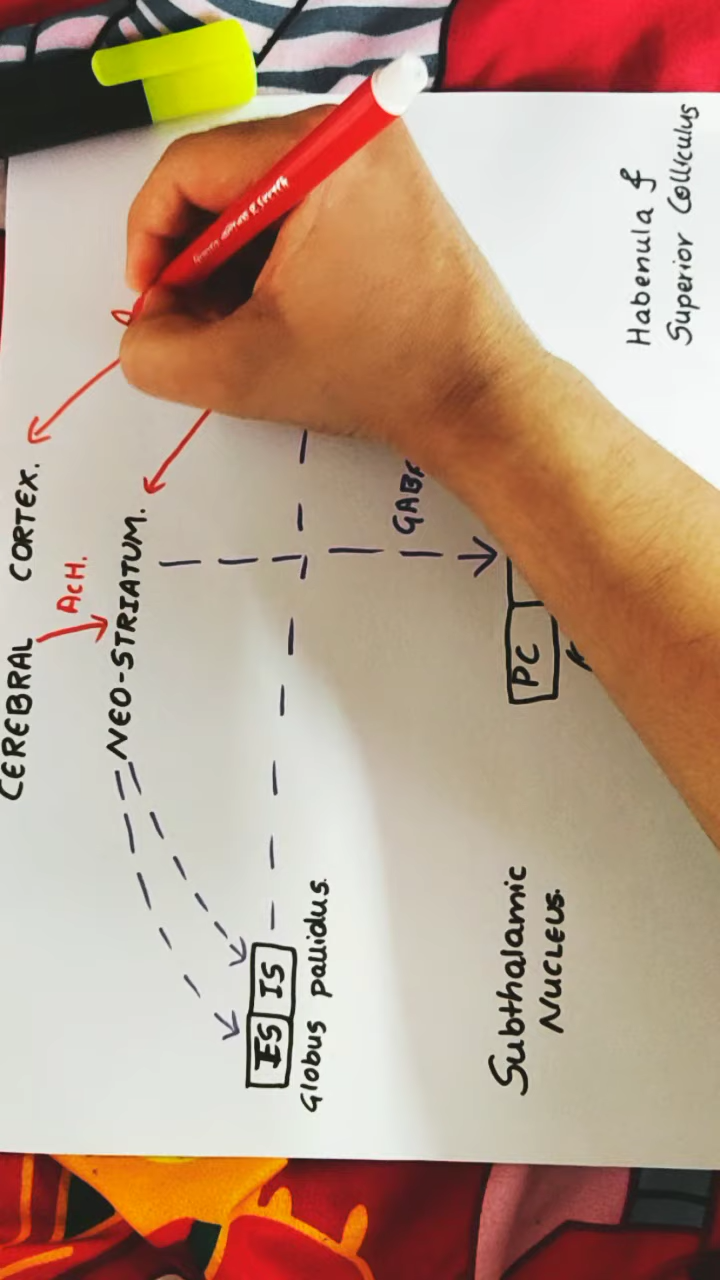 CEREBRAL CORTEX.
AcH.
NEO-STRIATUM.
ES IS
Globus pallidus.
PC
Subthalamic
NUCLEUS.
Habenula &
Superior Colliculus